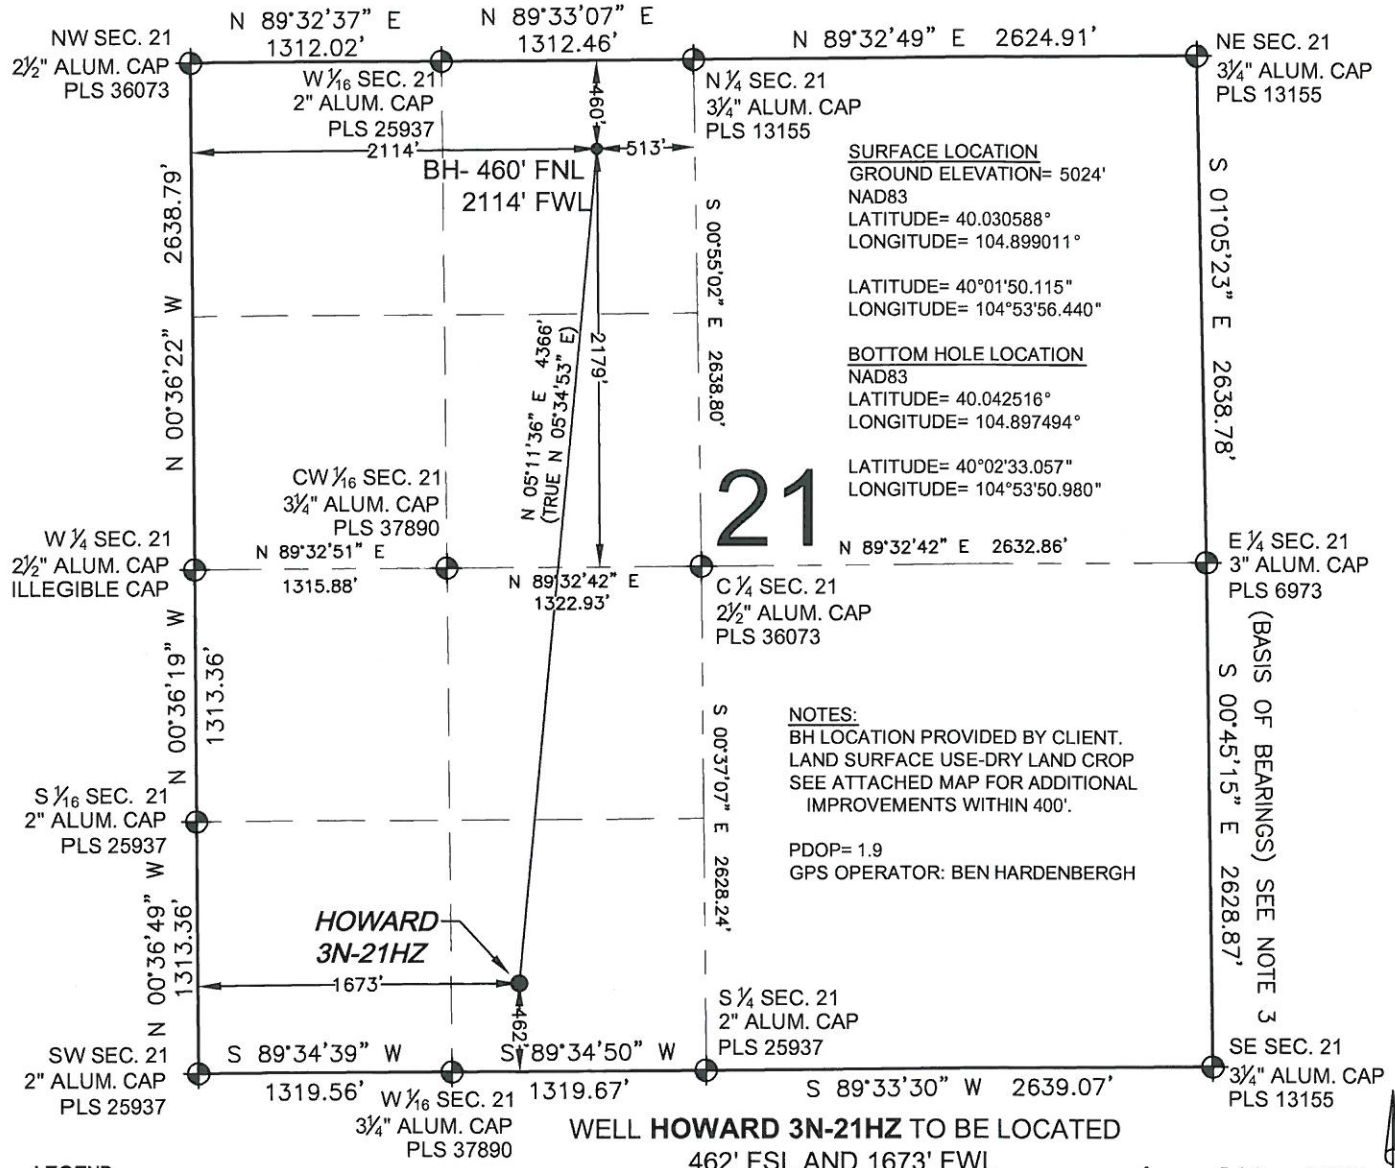 N 89°32'37" E
1312.02'
N 89°33'07" E
1312.46'
N 89°32'49" E 2624.91'
NW SEC. 21
2½" ALUM. CAP
PLS 36073
W 1⁄16 SEC. 21
2" ALUM. CAP
PLS 25937
N ¼ SEC. 21
3¼" ALUM. CAP
PLS 13155
NE SEC. 21
3¼" ALUM. CAP
PLS 13155
460'
2114'
513'
BH- 460' FNL
2114' FWL
SURFACE LOCATION
GROUND ELEVATION= 5024'
NAD83
LATITUDE= 40.030588°
LONGITUDE= 104.899011°
LATITUDE= 40°01'50.115"
LONGITUDE= 104°53'56.440"
BOTTOM HOLE LOCATION
NAD83
LATITUDE= 40.042516°
LONGITUDE= 104.897494°
LATITUDE= 40°02'33.057"
LONGITUDE= 104°53'50.980"
N 00°36'22" W 2638.79'
S 00°55'02" E 2638.80'
S 01°05'23" E 2638.78'
2179'
N 05°11'36" E 4366'
(TRUE N 05°34'53" E)
21
CW 1⁄16 SEC. 21
3¼" ALUM. CAP
PLS 37890
W ¼ SEC. 21
2½" ALUM. CAP
ILLEGIBLE CAP
N 89°32'51" E
1315.88'
N 89°32'42" E
1322.93'
N 89°32'42" E 2632.86'
C ¼ SEC. 21
2½" ALUM. CAP
PLS 36073
E ¼ SEC. 21
3" ALUM. CAP
PLS 6973
N 00°36'19" W
1313.36'
S 00°37'07" E 2628.24'
S 00°45'15" E 2628.87'
(BASIS OF BEARINGS) SEE NOTE 3
NOTES:
BH LOCATION PROVIDED BY CLIENT.
LAND SURFACE USE-DRY LAND CROP
SEE ATTACHED MAP FOR ADDITIONAL
IMPROVEMENTS WITHIN 400'.
PDOP= 1.9
GPS OPERATOR: BEN HARDENBERGH
S 1⁄16 SEC. 21
2" ALUM. CAP
PLS 25937
N 00°36'49" W
1313.36'
HOWARD
3N-21HZ
1673'
462'
SW SEC. 21
2" ALUM. CAP
PLS 25937
S 89°34'39" W
1319.56'
W 1⁄16 SEC. 21
3¼" ALUM. CAP
PLS 37890
S 89°34'50" W
1319.67'
S ¼ SEC. 21
2" ALUM. CAP
PLS 25937
S 89°33'30" W 2639.07'
SE SEC. 21
3¼" ALUM. CAP
PLS 13155
WELL HOWARD 3N-21HZ TO BE LOCATED
462' FSL AND 1673' FWL